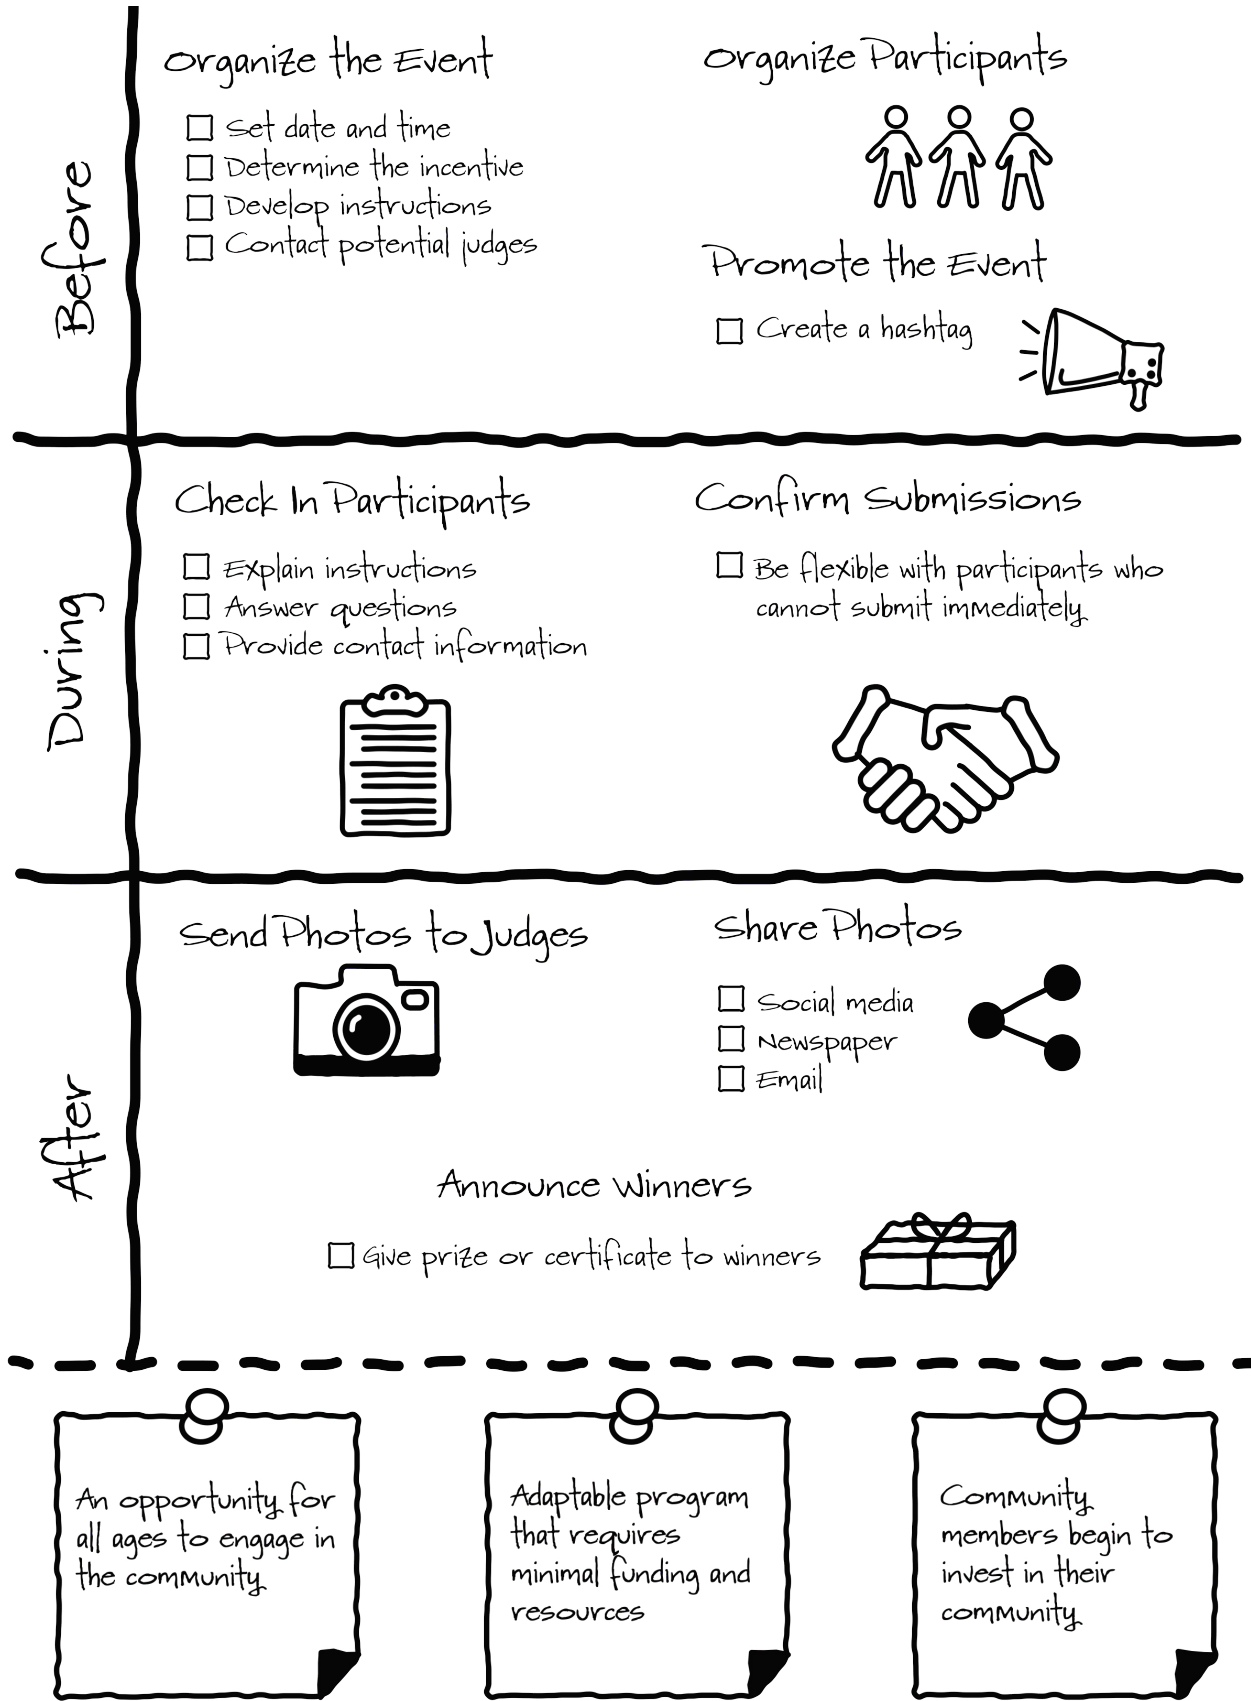 Before
Organize the Event
Set date and time
Determine the incentive
Develop instructions
Contact potential judges
Organize Participants
Promote the Event
Create a hashtag
During
Check In Participants
Explain instructions
Answer questions
Provide contact information
Confirm Submissions
Be flexible with participants who
cannot submit immediately
After
Send Photos to Judges
Share Photos
Social media
Newspaper
Email
Announce Winners
Give prize or certificate to winners
An opportunity for
all ages to engage in
the community
Adaptable program
that requires
minimal funding and
resources
Community
members begin to
invest in their
community